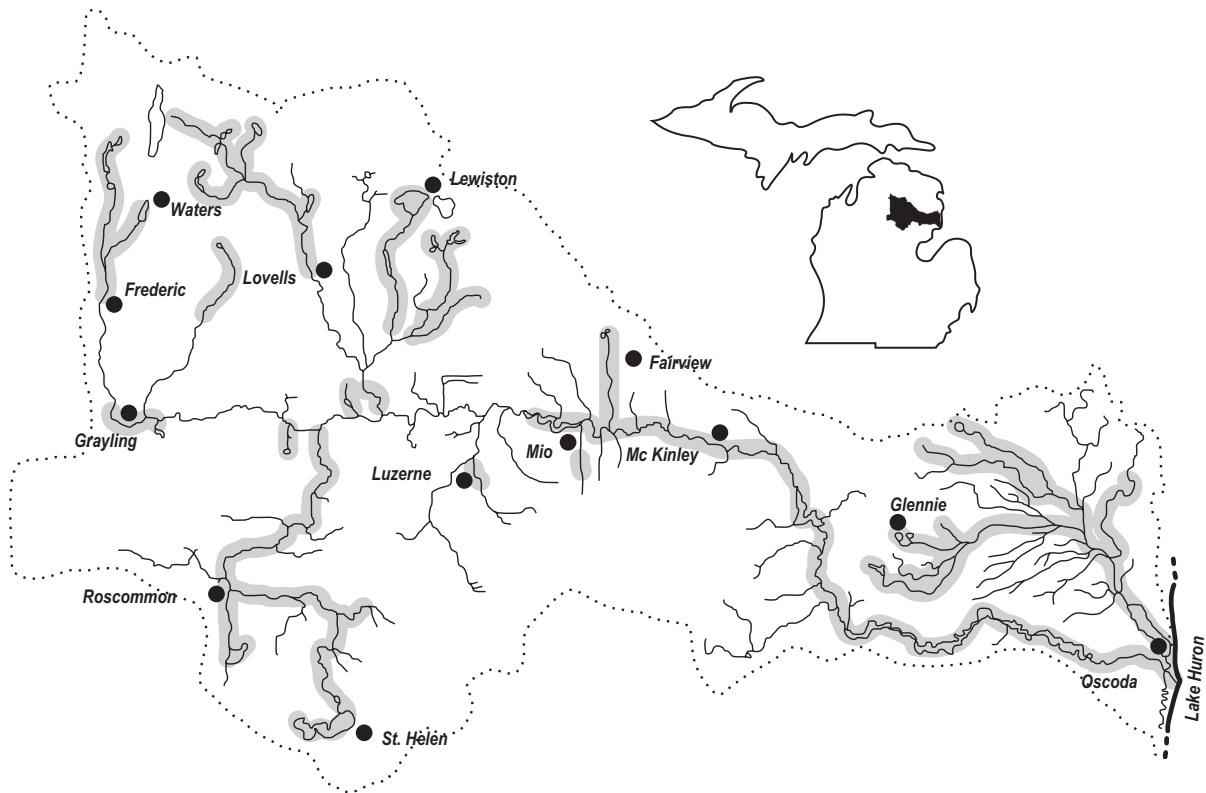 Lewiston
Waters
Lovells
Frederic
Fairview
Grayling
Mio
Mc Kinley
Luzerne
Glennie
Roscommon
Oscoda
Lake Huron
St. Helen